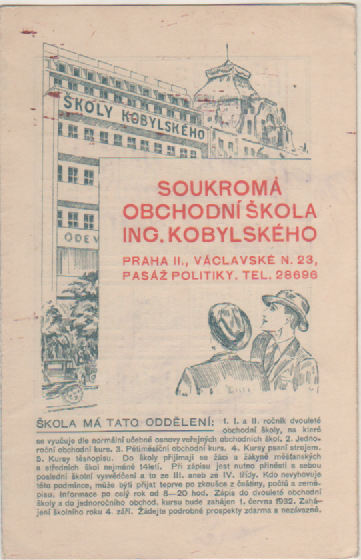 ŠKOLY KOBYLSKÉHO
ODĚV
SOUKROMÁ
OBCHODNÍ ŠKOLA
ING. KOBYLSKÉHO
PRAHA II., VÁCLAVSKÉ N. 23,
PASÁŽ POLITIKY. TEL. 28696
ŠKOLA MÁ TATO ODDĚLENÍ: 1. I. a II. ročník dvouleté
obchodní školy, na které
se vyučuje dle normální učebné osnovy veřejných obchodních škol. 2. Jedno-
roční obchodní kurs. 3. Pětiměsíční obchodní kurs. 4. Kursy psaní strojem.
5. Kursy těsnopisu. Do školy přijímají se žáci a žákyně měšťanských
a středních škol nejméně 14letí. Při zápisu jest nutno přinésti s sebou
poslední školní vysvědčení a to ze III. aneb ze IV. třídy. Kdo nevyhovuje
této podmínce, může býti přijat teprve po zkoušce z češtiny, počtů a země-
pisu. Informace po celý rok od 8—20 hod. Zápis do dvouleté obchodní
školy a do jednoročního obchod. kursu bude zahájen 1. června 1932. Zahá-
jení školního roku 4. září. Žádejte podrobné prospekty zdarma a nezávazně.